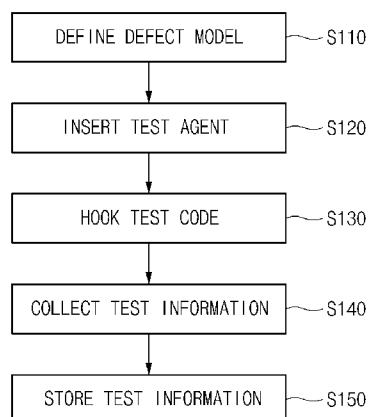 DEFINE DEFECT MODEL S110
INSERT TEST AGENT S120
HOOK TEST CODE S130
COLLECT TEST INFORMATION S140
STORE TEST INFORMATION S150